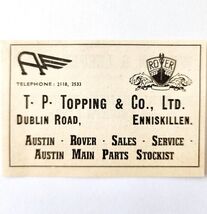 ROVER
TELEPHONE: 2118, 2533
T. P. TOPPING & CO., LTD.
DUBLIN ROAD, ENNISKILLEN.
AUSTIN · ROVER · SALES · SERVICE ·
AUSTIN MAIN PARTS STOCKIST